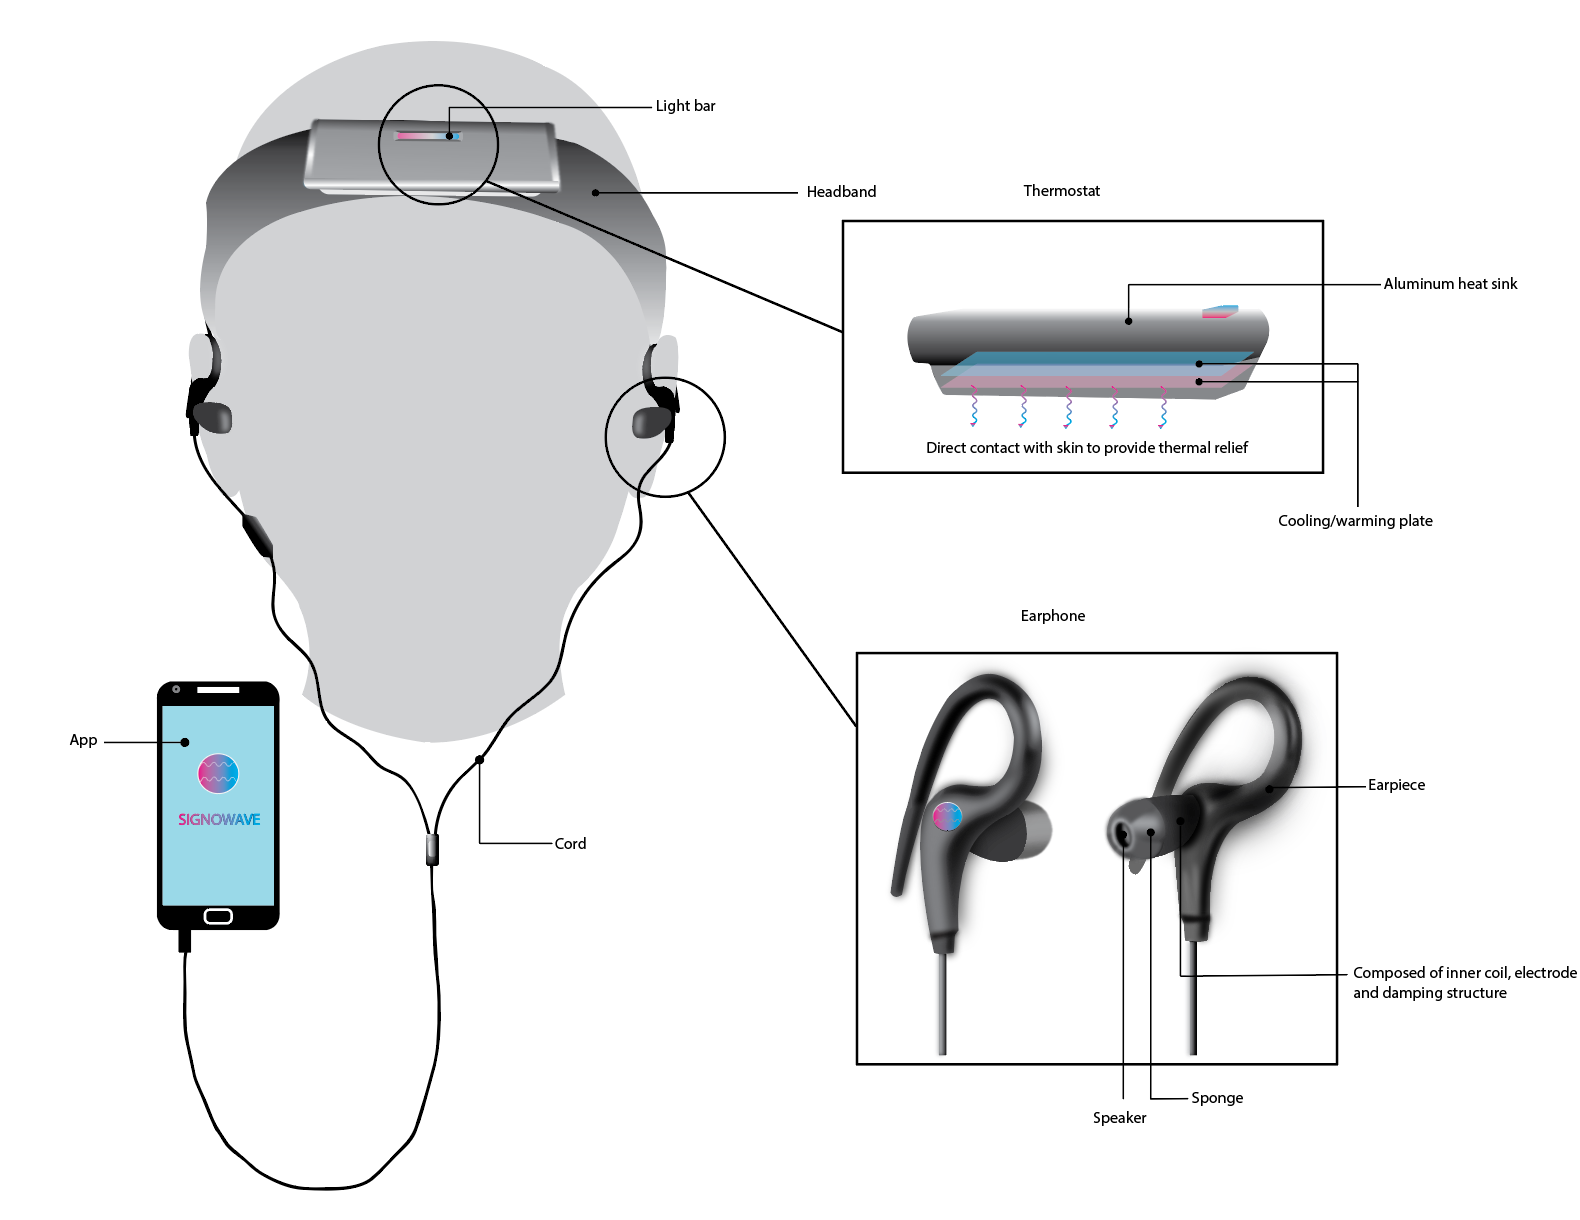 Light bar
Headband
Thermostat
Aluminum heat sink
Direct contact with skin to provide thermal relief
Cooling/warming plate
Earphone
App
SIGNOWAVE
Cord
Earpiece
Composed of inner coil, electrode
and damping structure
Sponge
Speaker